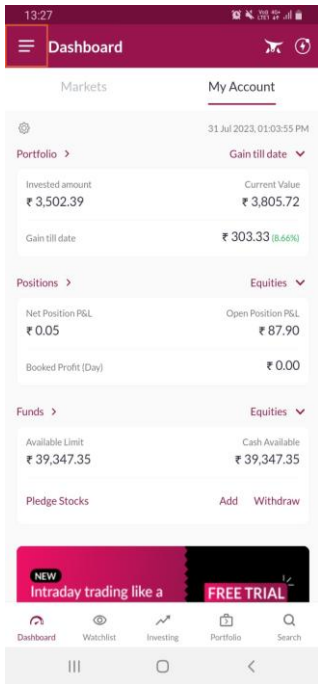 13:27
Dashboard
Markets My Account
31 Jul 2023, 01:03:55 PM
Portfolio > Gain till date
Invested amount Current Value
₹ 3,502.39 ₹ 3,805.72
Gain till date ₹ 303.33 (8.66%)
Positions > Equities
Net Position P&L Open Position P&L
₹ 0.05 ₹ 87.90
Booked Profit (Day) ₹ 0.00
Funds > Equities
Available Limit Cash Available
₹ 39,347.35 ₹ 39,347.35
Pledge Stocks Add Withdraw
NEW
Intraday trading like a FREE TRIAL
Dashboard Watchlist Investing Portfolio Search